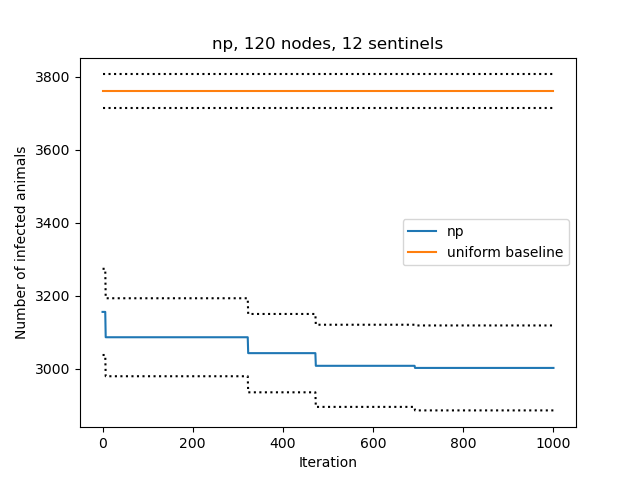 np, 120 nodes, 12 sentinels
Number of infected animals
3800
3600
3400
3200
3000
np
uniform baseline
0
200
400
600
800
1000
Iteration